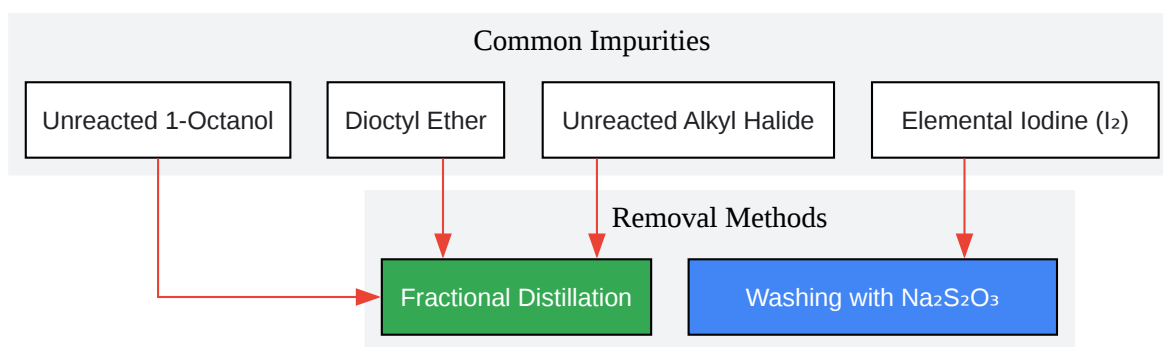 Common Impurities
Unreacted 1-Octanol
Dioctyl Ether
Unreacted Alkyl Halide
Elemental Iodine (I₂)
Removal Methods
Fractional Distillation
Washing with Na₂S₂O₃